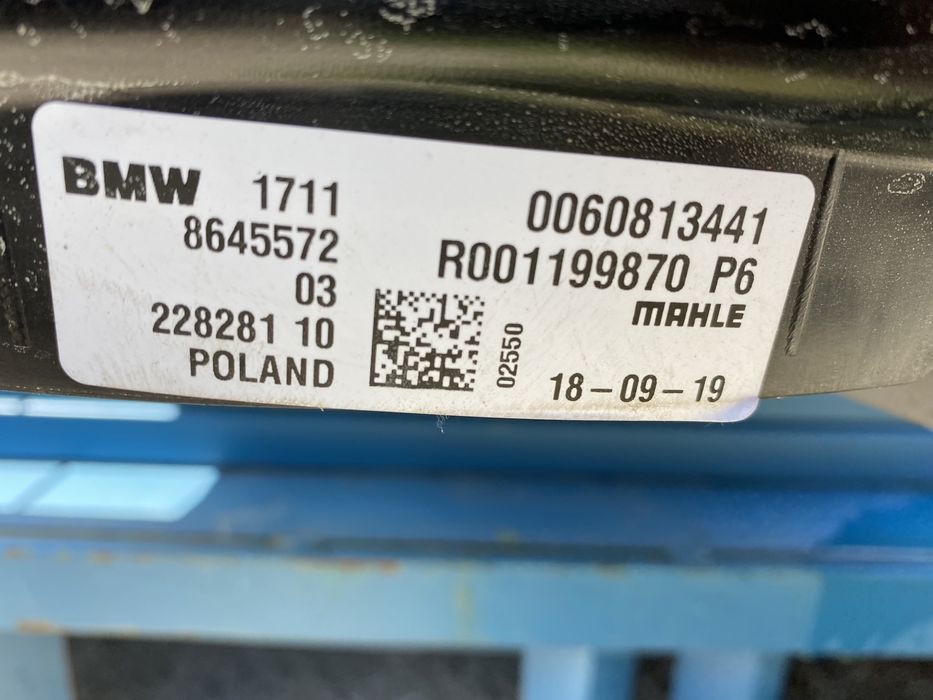 BMW 1711
8645572
03
228281 10
POLAND
02550
0060813441
R001199870 P6
MAHLE
18-09-19